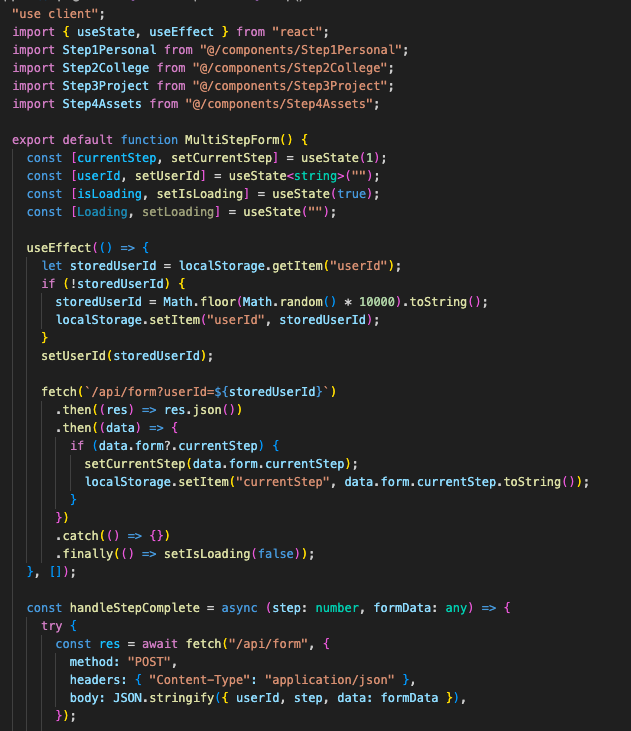 "use client";
import { useState, useEffect } from "react";
import Step1Personal from "@/components/Step1Personal";
import Step2College from "@/components/Step2College";
import Step3Project from "@/components/Step3Project";
import Step4Assets from "@/components/Step4Assets";

export default function MultiStepForm() {
  const [currentStep, setCurrentStep] = useState(1);
  const [userId, setUserId] = useState<string>("");
  const [isLoading, setIsLoading] = useState(true);
  const [Loading, setLoading] = useState("");

  useEffect(() => {
    let storedUserId = localStorage.getItem("userId");
    if (!storedUserId) {
      storedUserId = Math.floor(Math.random() * 10000).toString();
      localStorage.setItem("userId", storedUserId);
    }
    setUserId(storedUserId);

    fetch(`/api/form?userId=${storedUserId}`)
      .then((res) => res.json())
      .then((data) => {
        if (data.form?.currentStep) {
          setCurrentStep(data.form.currentStep);
          localStorage.setItem("currentStep", data.form.currentStep.toString());
        }
      })
      .catch(() => {})
      .finally(() => setIsLoading(false));
  }, []);

  const handleStepComplete = async (step: number, formData: any) => {
    try {
      const res = await fetch("/api/form", {
        method: "POST",
        headers: { "Content-Type": "application/json" },
        body: JSON.stringify({ userId, step, data: formData }),
      });